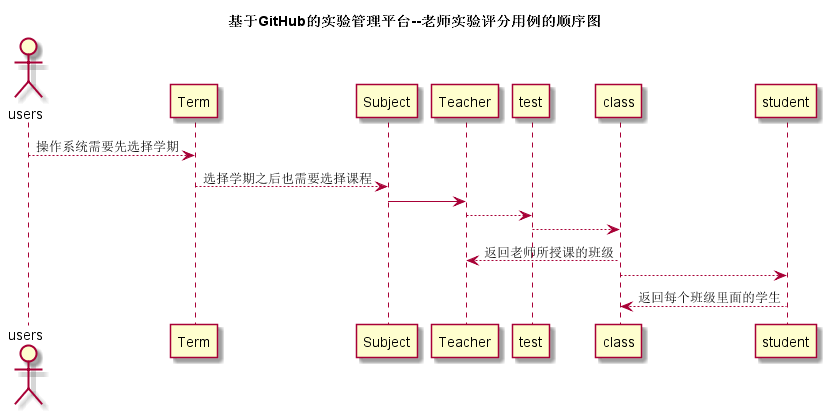 基于GitHub的实验管理平台--老师实验评分用例的顺序图
users
Term
Subject
Teacher
test
class
student
操作系统需要先选择学期
选择学期之后也需要选择课程
返回老师所授课的班级
返回每个班级里面的学生
users
Term
Subject
Teacher
test
class
student